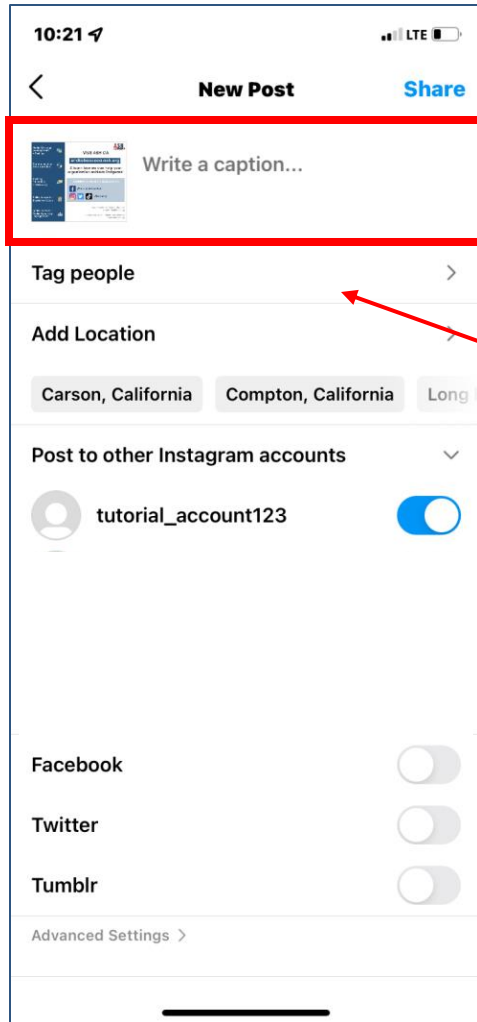 10:21
LTE
New Post
Share
Write a caption...
Tag people
Add Location
Carson, California
Compton, California
Long
Post to other Instagram accounts
tutorial_account123
Facebook
Twitter
Tumblr
Advanced Settings